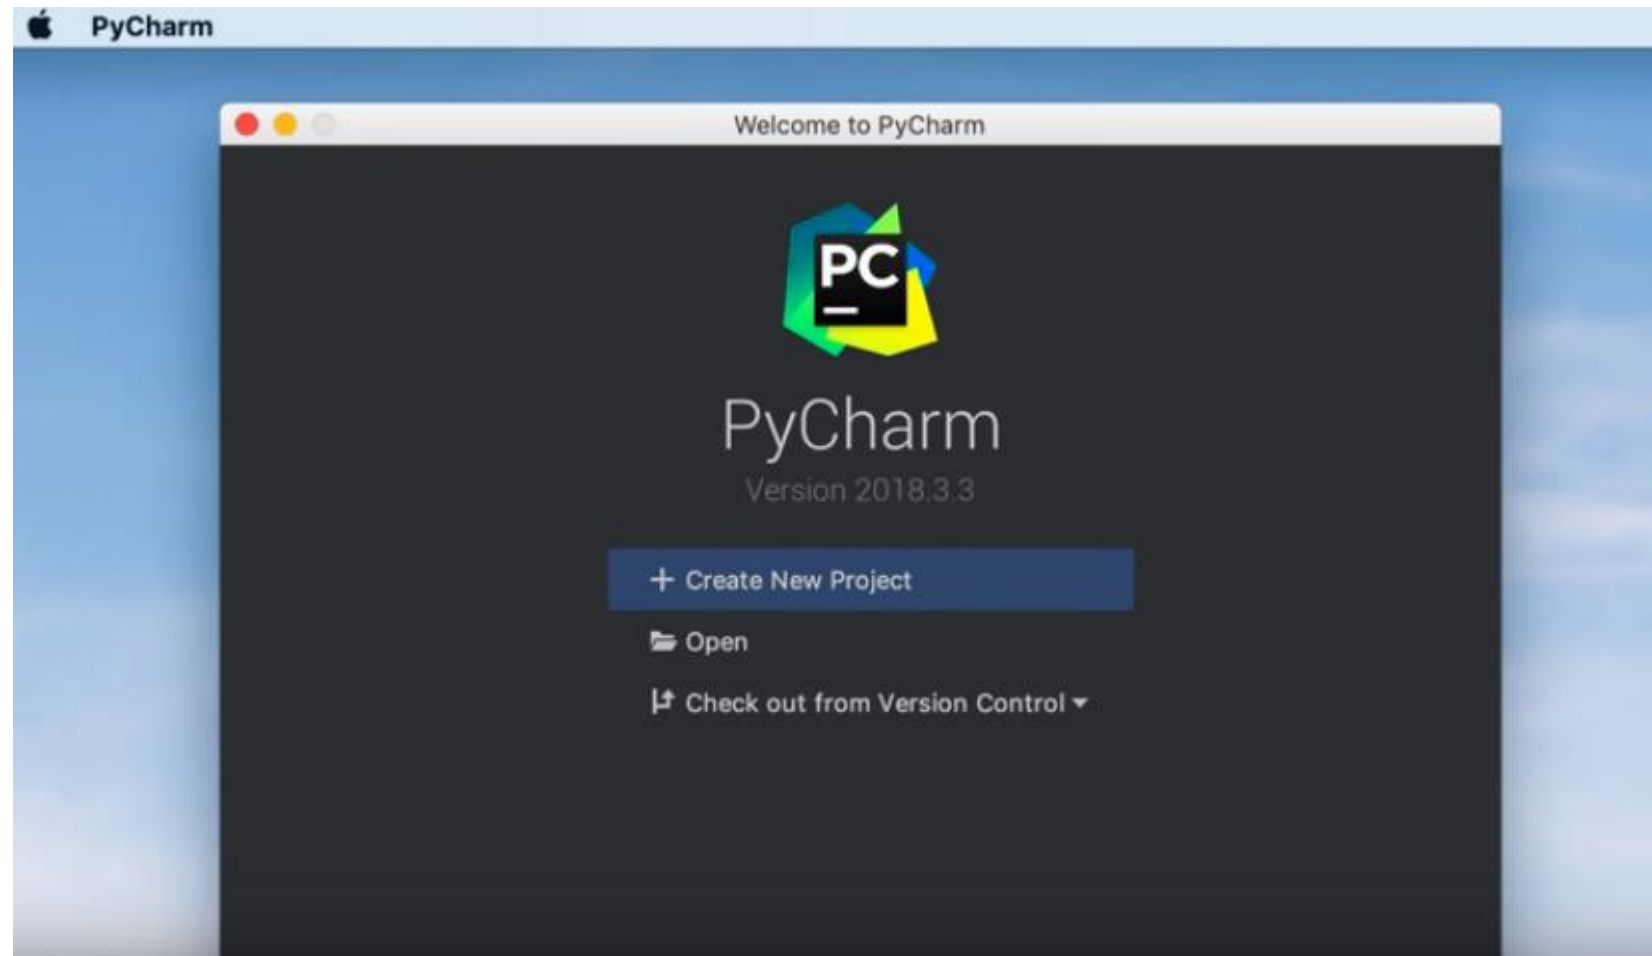 PyCharm
Welcome to PyCharm
PC
PyCharm
Version 2018.3.3
Create New Project
Open
Check out from Version Control